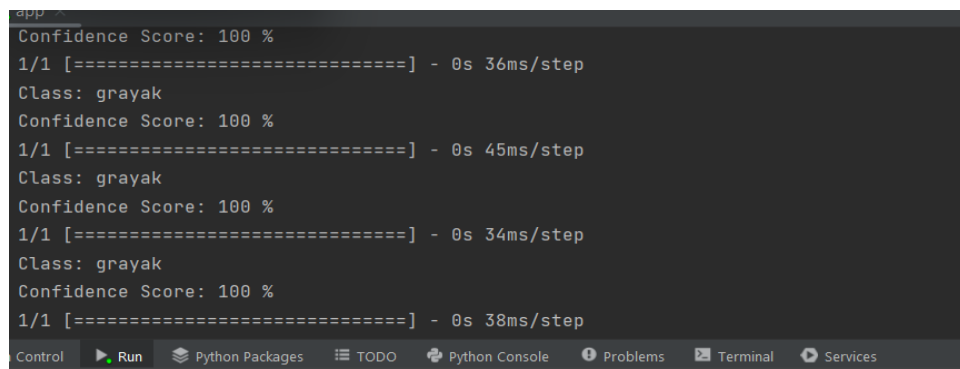 app ×
Confidence Score: 100 %
1/1 [==============================] - 0s 36ms/step
Class: grayak
Confidence Score: 100 %
1/1 [==============================] - 0s 45ms/step
Class: grayak
Confidence Score: 100 %
1/1 [==============================] - 0s 34ms/step
Class: grayak
Confidence Score: 100 %
1/1 [==============================] - 0s 38ms/step
Control Run Python Packages TODO Python Console Problems Terminal Services